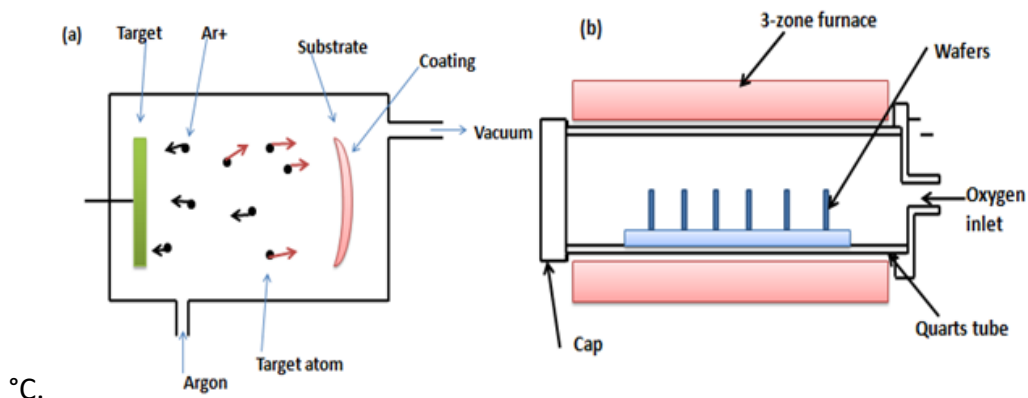 (a)
Target
Ar+
Substrate
Coating
Vacuum
Target atom
Argon
(b)
3-zone furnace
Wafers
Oxygen
inlet
Quarts tube
Cap
°C.